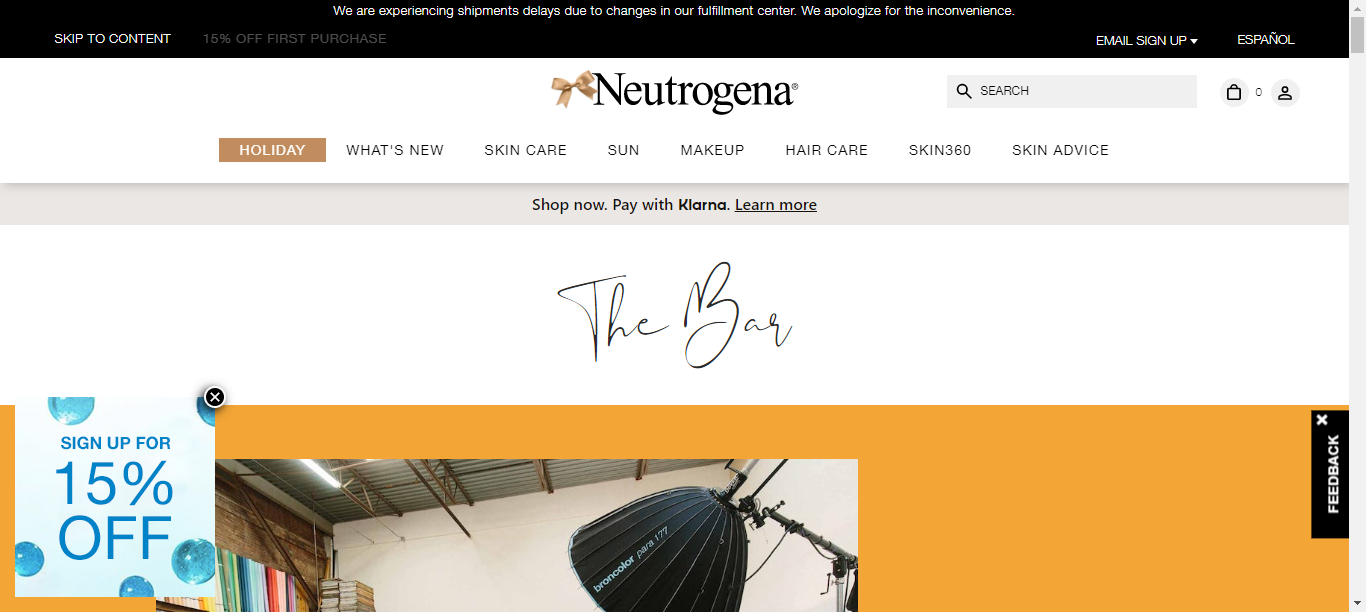 We are experiencing shipments delays due to changes in our fulfillment center. We apologize for the inconvenience.
SKIP TO CONTENT
15% OFF FIRST PURCHASE
EMAIL SIGN UP
ESPAÑOL
Neutrogena®
SEARCH
0
HOLIDAY
WHAT'S NEW
SKIN CARE
SUN
MAKEUP
HAIR CARE
SKIN360
SKIN ADVICE
Shop now. Pay with Klarna. Learn more
The Bar
SIGN UP FOR
15%
OFF
broncolor para 177
FEEDBACK